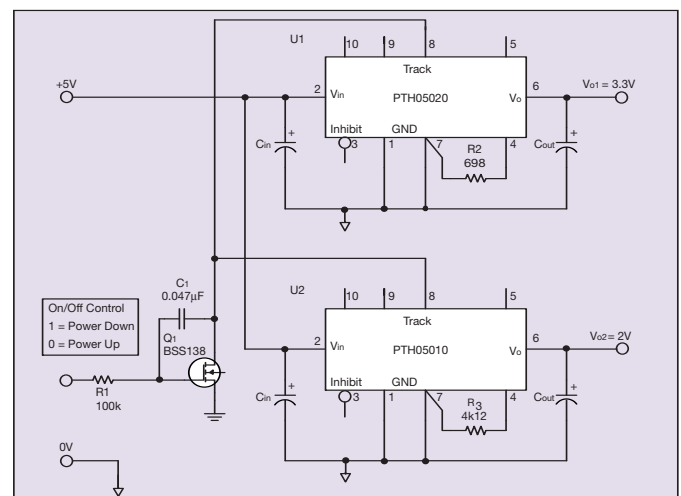 U1
10
9
8
5
Track
+5V
2
Vin
PTH05020
Vo
6
Vo1 = 3.3V
Inhibit
GND
3
1
7
R2
698
4
Cin
+
Cout
+
C1
0.047µF
On/Off Control
1 = Power Down
0 = Power Up
Q1
BSS138
R1
100k
0V
U2
10
9
8
5
Track
2
Vin
PTH05010
Vo
6
Vo2= 2V
Inhibit
GND
3
1
7
R3
4k12
4
Cin
+
Cout
+